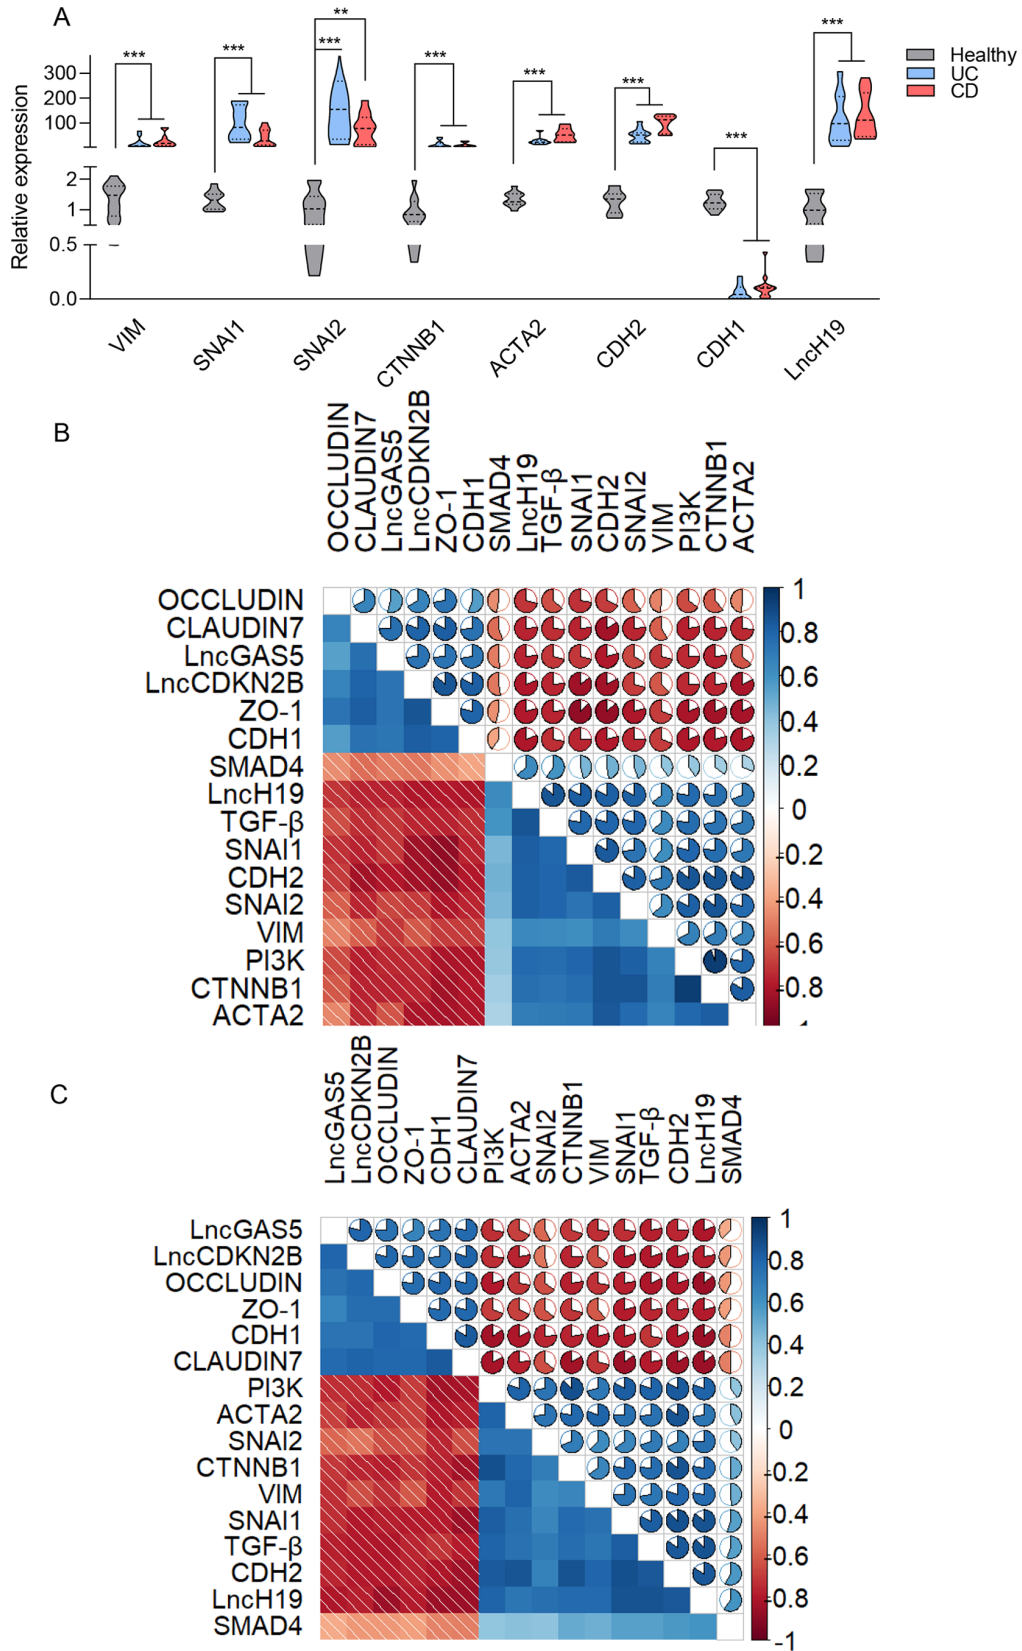 A
Healthy
UC
CD
Relative expression
300
200
100
2
1
0.5
0.0
***
***
**
***
***
***
***
***
***
VIM
SNAI1
SNAI2
CTNNB1
ACTA2
CDH2
CDH1
LncH19
B
OCCLUDIN
CLAUDIN7
LncGAS5
LncCDKN2B
ZO-1
CDH1
SMAD4
LncH19
TGF-β
SNAI1
CDH2
SNAI2
VIM
PI3K
CTNNB1
ACTA2
OCCLUDIN
CLAUDIN7
LncGAS5
LncCDKN2B
ZO-1
CDH1
SMAD4
LncH19
TGF-β
SNAI1
CDH2
SNAI2
VIM
PI3K
CTNNB1
ACTA2
1
0.8
0.6
0.4
0.2
0
-0.2
-0.4
-0.6
-0.8
C
LncGAS5
LncCDKN2B
OCCLUDIN
ZO-1
CDH1
CLAUDIN7
PI3K
ACTA2
SNAI2
CTNNB1
VIM
SNAI1
TGF-β
CDH2
LncH19
SMAD4
LncGAS5
LncCDKN2B
OCCLUDIN
ZO-1
CDH1
CLAUDIN7
PI3K
ACTA2
SNAI2
CTNNB1
VIM
SNAI1
TGF-β
CDH2
LncH19
SMAD4
1
0.8
0.6
0.4
0.2
0
-0.2
-0.4
-0.6
-0.8
-1